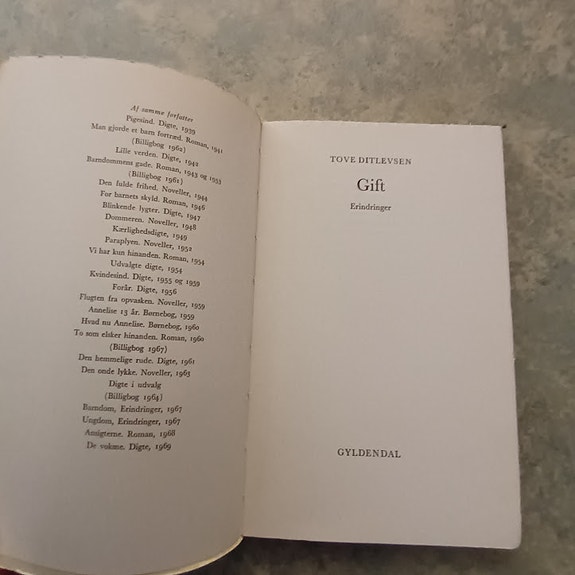 Af samme forfatter
Pigesind. Digte, 1939
Man gjorde et barn fortræd. Roman, 1941
(Billigbog 1962)
Lille verden. Digte, 1942
Barndommens gade. Roman, 1943 og 1953
(Billigbog 1961)
Den fulde frihed. Noveller, 1944
For barnets skyld. Roman, 1946
Blinkende lygter. Digte, 1947
Dommeren. Noveller, 1948
Kærlighedsdigte, 1949
Paraplyen. Noveller, 1952
Vi har kun hinanden. Roman, 1954
Udvalgte digte, 1954
Kvindesind. Digte, 1955 og 1959
Forår. Digte, 1956
Flugten fra opvasken. Noveller, 1959
Annelise 13 år. Børnebog, 1959
Hvad nu Annelise. Børnebog, 1960
To som elsker hinanden. Roman, 1960
(Billigbog 1967)
Den hemmelige rude. Digte, 1961
Den onde lykke. Noveller, 1963
Digte i udvalg
(Billigbog 1964)
Barndom, Erindringer, 1967
Ungdom, Erindringer, 1967
Ansigterne. Roman, 1968
De voksne. Digte, 1969
TOVE DITLEVSEN
Gift
Erindringer
GYLDENDAL